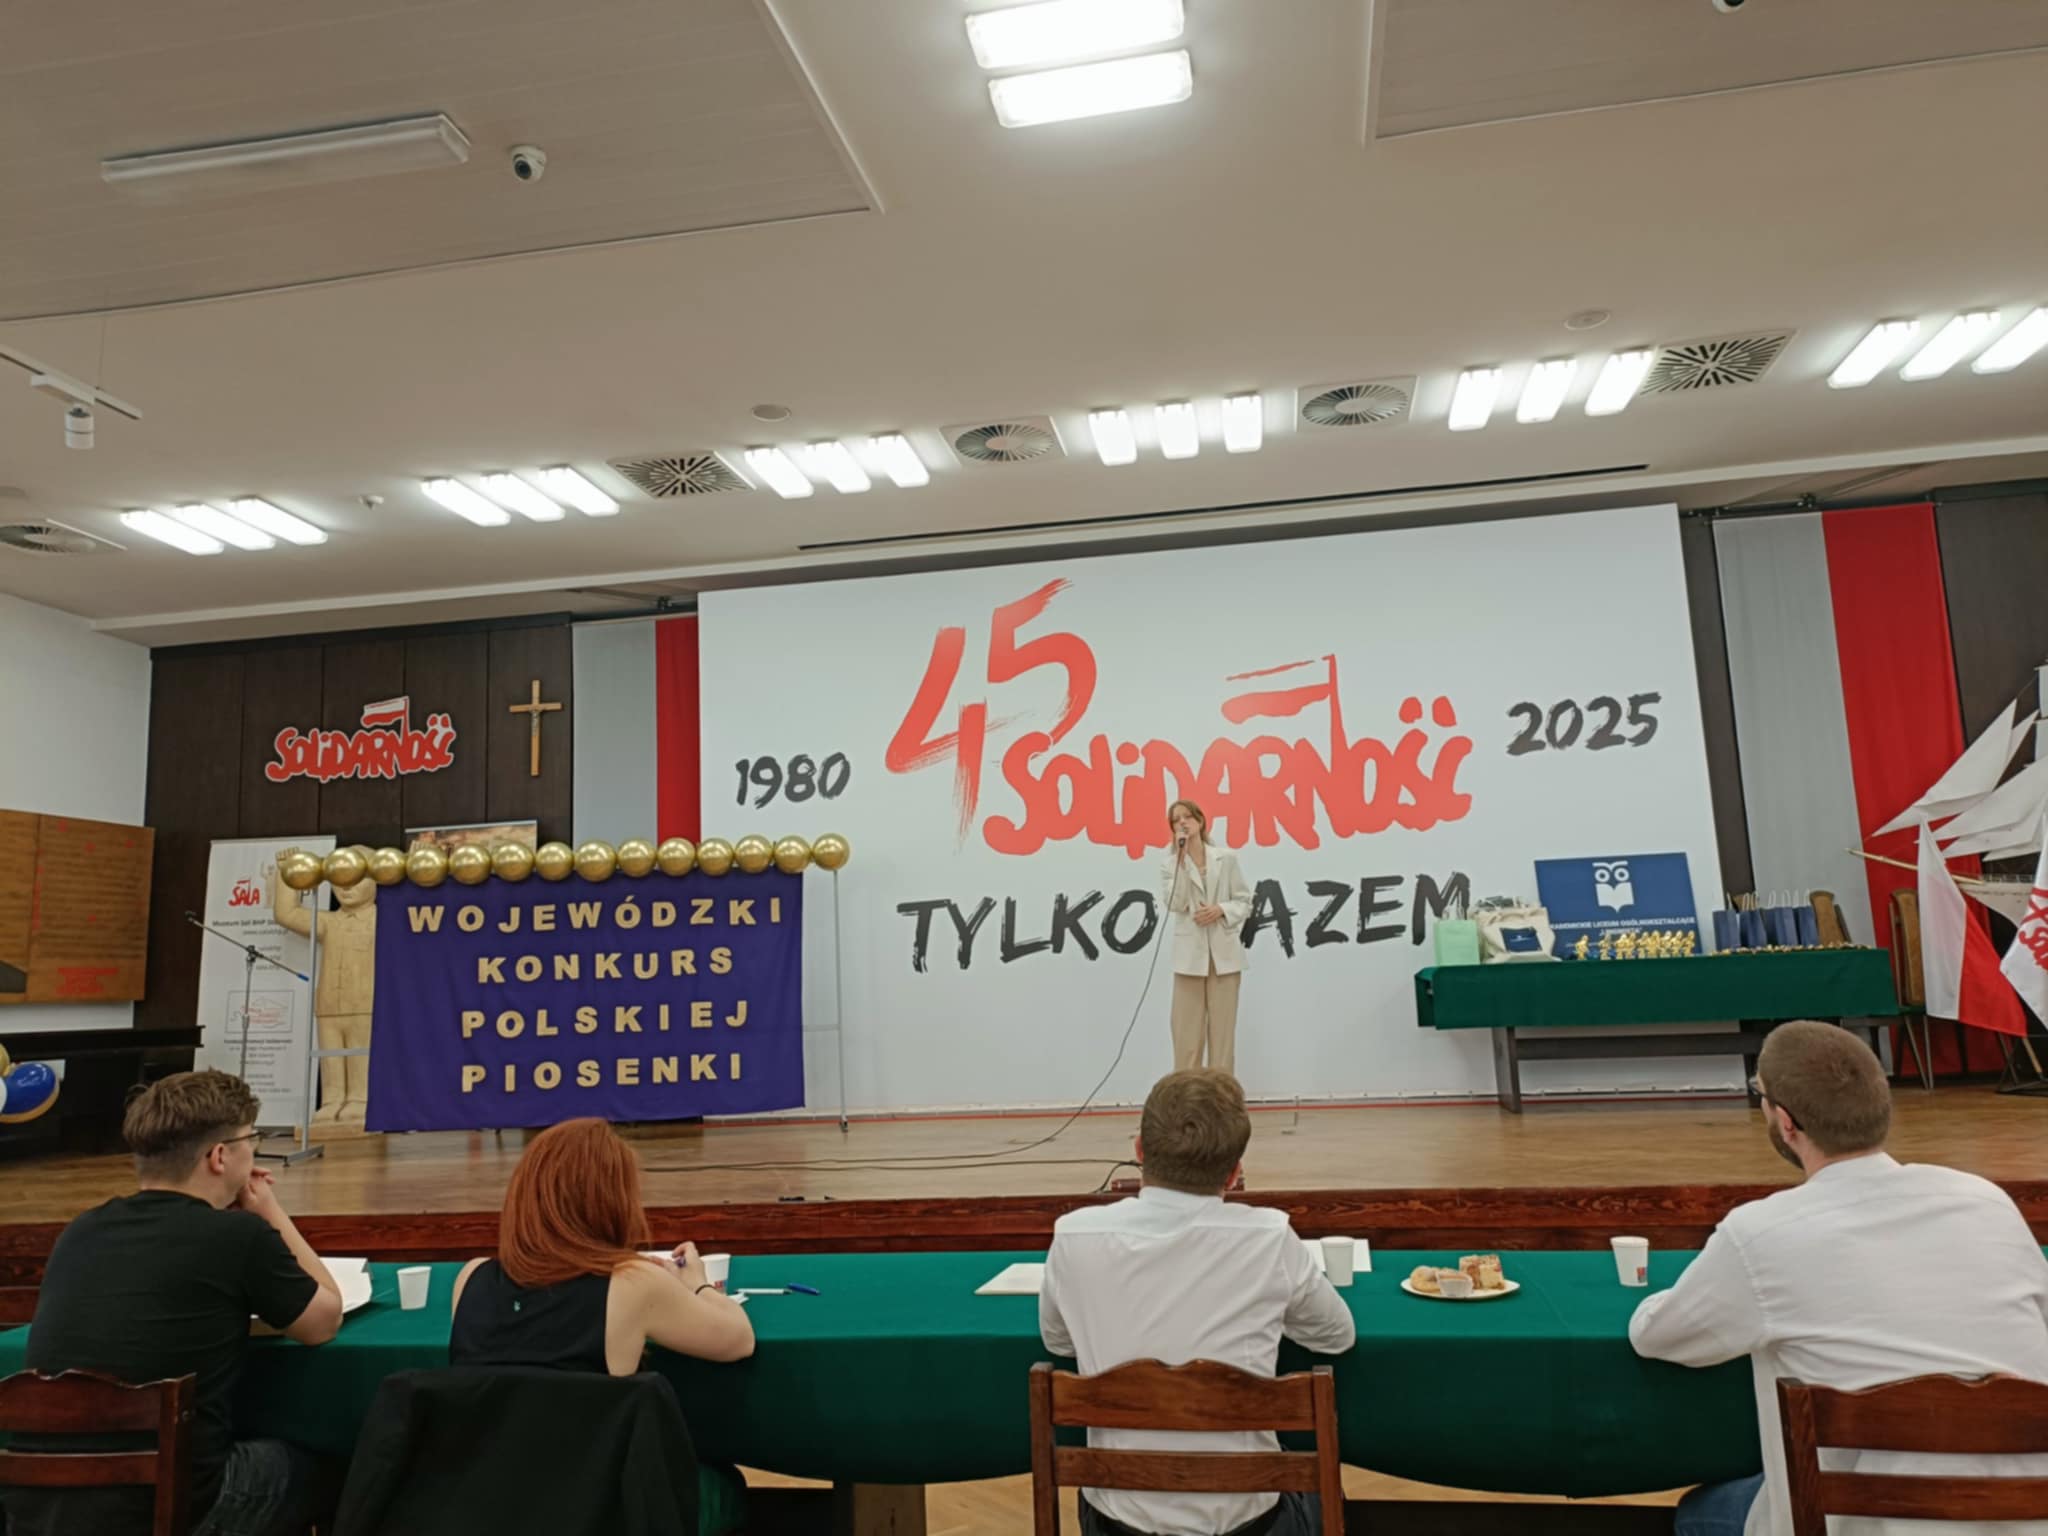 45
SOLIDARNOŚĆ
1980
2025
TYLKO AZEM
SOLIDARNOŚĆ
WOJEWÓDZKI
KONKURS
POLSKIEJ
PIOSENKI
SALA